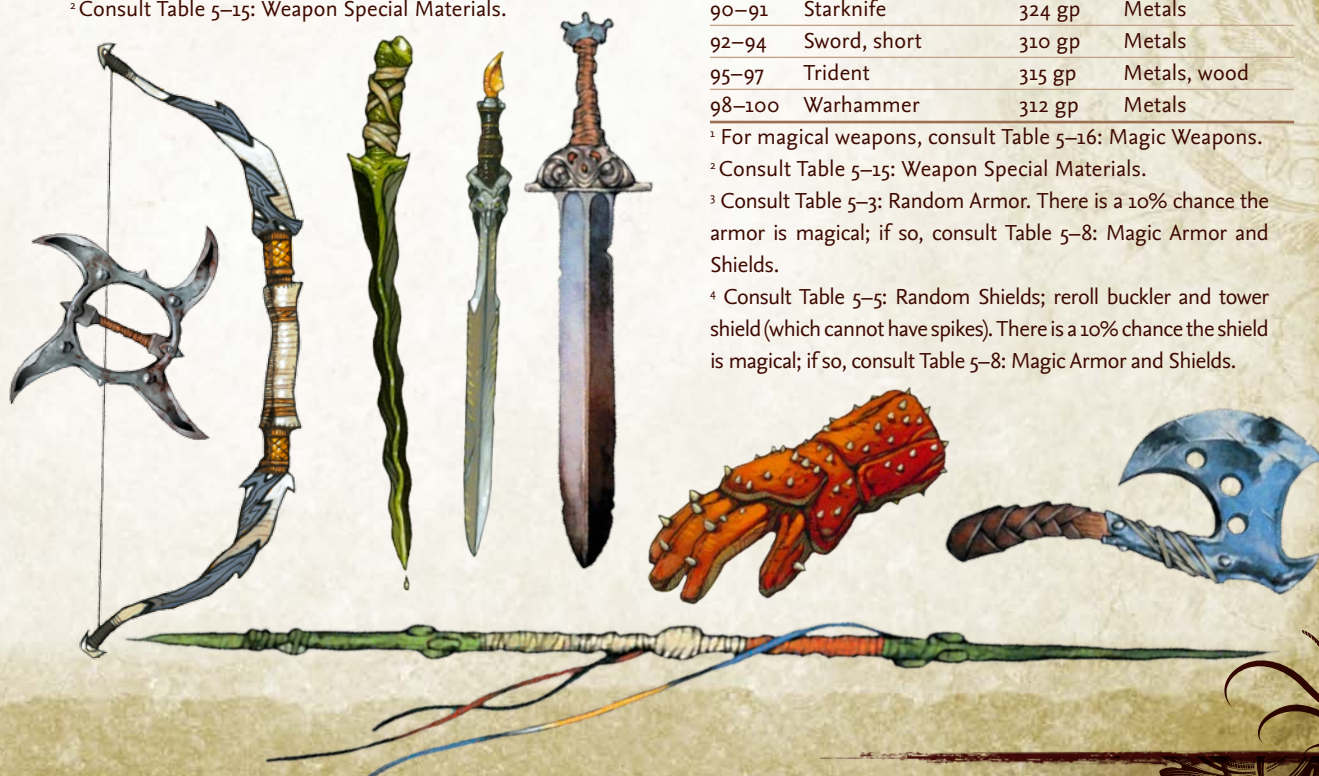 ² Consult Table 5–15: Weapon Special Materials.
90–91 Starknife 324 gp Metals
92–94 Sword, short 310 gp Metals
95–97 Trident 315 gp Metals, wood
98–100 Warhammer 312 gp Metals
¹ For magical weapons, consult Table 5–16: Magic Weapons.
² Consult Table 5–15: Weapon Special Materials.
³ Consult Table 5–3: Random Armor. There is a 10% chance the
armor is magical; if so, consult Table 5–8: Magic Armor and
Shields.
⁴ Consult Table 5–5: Random Shields; reroll buckler and tower
shield (which cannot have spikes). There is a 10% chance the shield
is magical; if so, consult Table 5–8: Magic Armor and Shields.